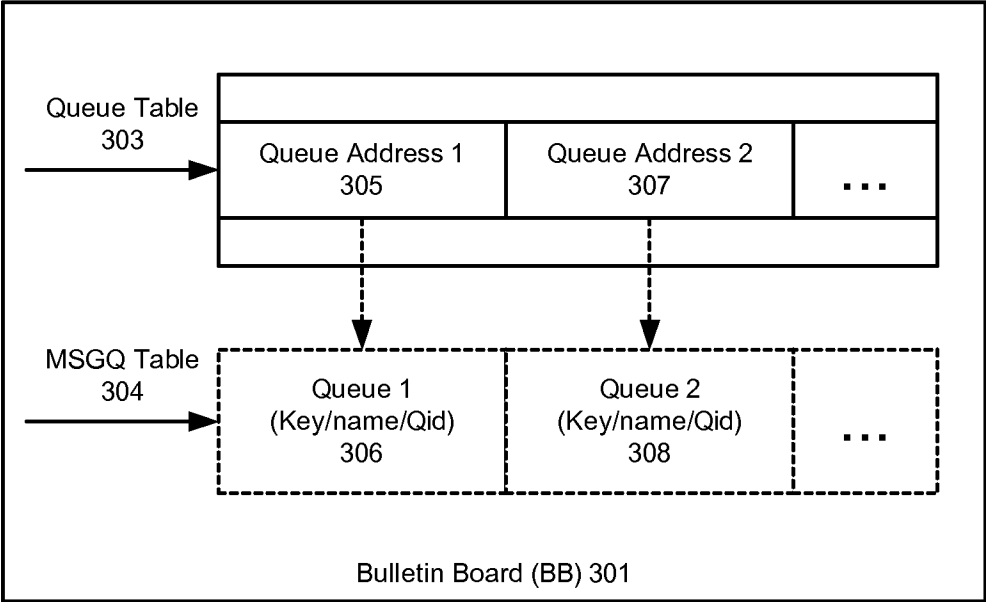 Queue Table
303
Queue Address 1
305
Queue Address 2
307
...
MSGQ Table
304
Queue 1
(Key/name/Qid)
306
Queue 2
(Key/name/Qid)
308
...
Bulletin Board (BB) 301